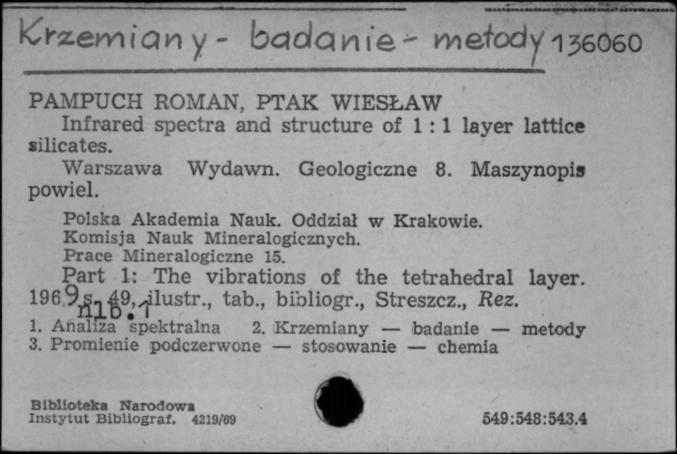 Krzemiany - badanie - metody 136060
PAMPUCH ROMAN, PTAK WIESŁAW
Infrared spectra and structure of 1 : 1 layer lattice
silicates.
Warszawa Wydawn. Geologiczne 8. Maszynopis
powiel.
Polska Akademia Nauk. Oddział w Krakowie.
Komisja Nauk Mineralogicznych.
Prace Mineralogiczne 15.
Part 1: The vibrations of the tetrahedral layer.
1969 s. 49, ilustr., tab., bibliogr., Streszcz., Rez.
nlb. 1
1. Analiza spektralna 2. Krzemiany — badanie — metody
3. Promienie podczerwone — stosowanie — chemia
Biblioteka Narodowa
Instytut Bibliograf. 4219/69 549:548:543.4